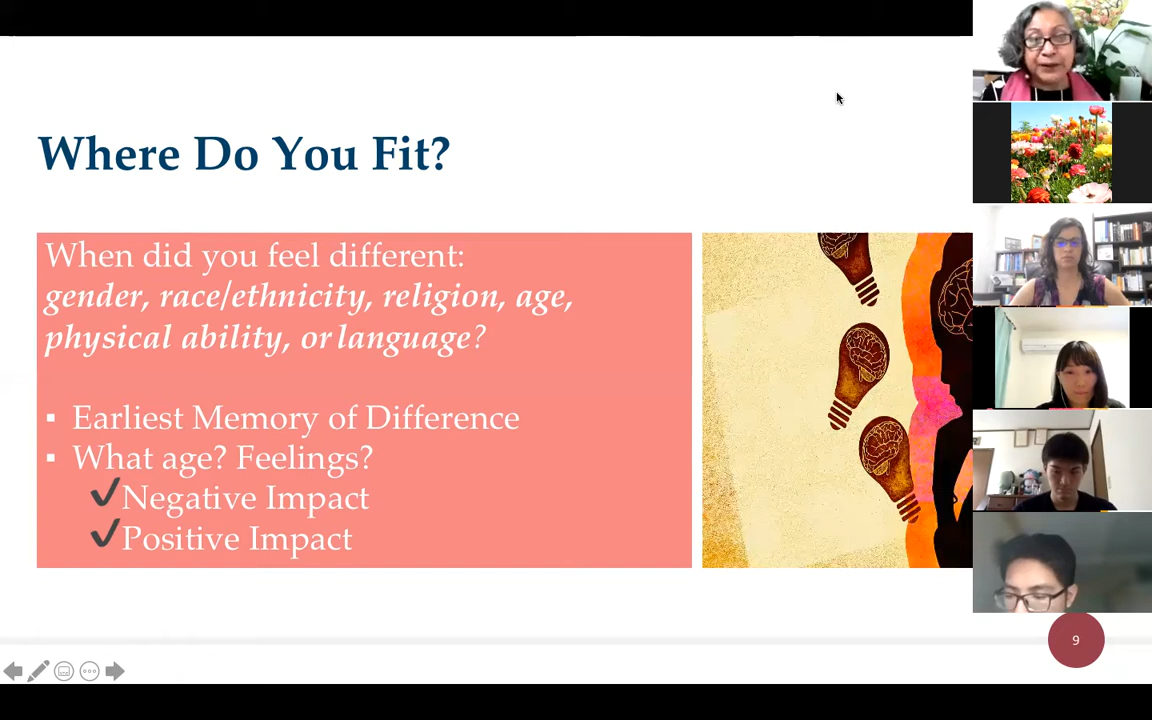 Where Do You Fit?
When did you feel different:
gender, race/ethnicity, religion, age,
physical ability, or language?
▪ Earliest Memory of Difference
▪ What age? Feelings?
✔Negative Impact
✔Positive Impact
9